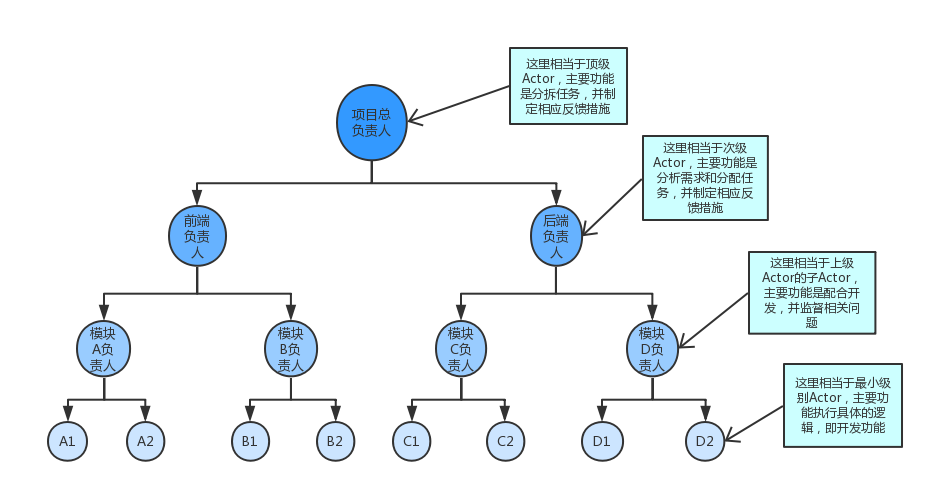 这里相当于顶级
Actor，主要功能
是分拆任务，并制
定相应反馈措施
项目总
负责人
这里相当于次级
Actor，主要功能是
分析需求和分配任
务，并制定相应反
馈措施
前端
负责
人
后端
负责
人
这里相当于上级
Actor的子Actor，
主要功能是配合开
发，并监督相关问
题
模块
A负
责人
模块
B负
责人
模块
C负
责人
模块
D负
责人
这里相当于最小级
别Actor，主要功
能执行具体的逻
辑，即开发功能
A1
A2
B1
B2
C1
C2
D1
D2